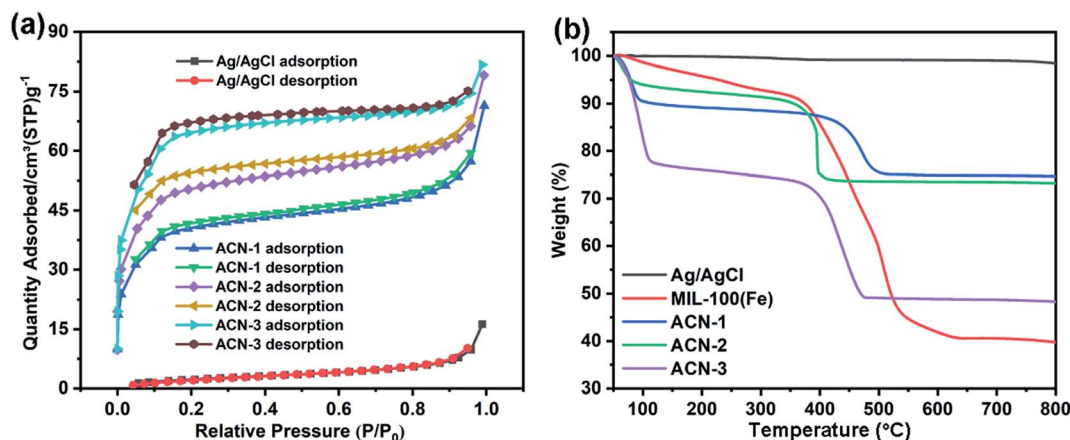 (a)
90
75
60
45
30
15
0
Quantity Adsorbed/cm³(STP)g⁻¹
Ag/AgCl adsorption
Ag/AgCl desorption
ACN-1 adsorption
ACN-1 desorption
ACN-2 adsorption
ACN-2 desorption
ACN-3 adsorption
ACN-3 desorption
0.0 0.2 0.4 0.6 0.8 1.0
Relative Pressure (P/P₀)
(b)
100
90
80
70
60
50
40
30
Weight (%)
Ag/AgCl
MIL-100(Fe)
ACN-1
ACN-2
ACN-3
100 200 300 400 500 600 700 800
Temperature (°C)